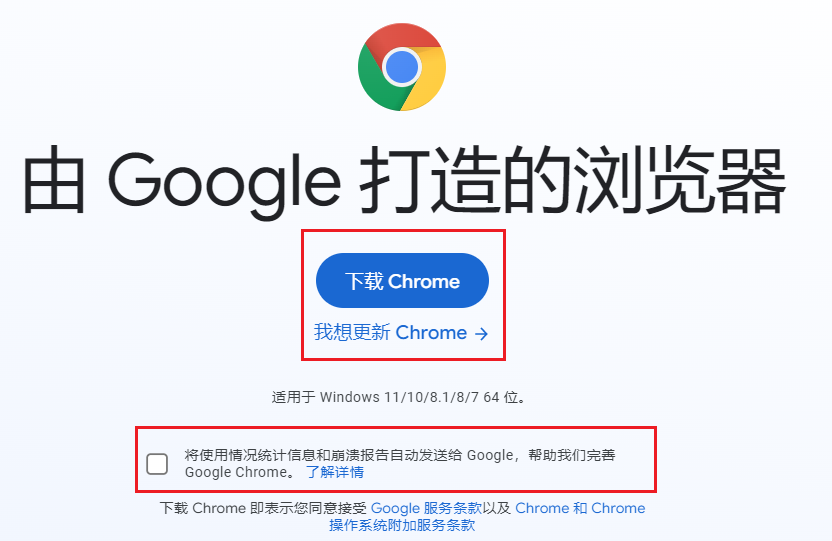 由 Google 打造的浏览器
下载 Chrome
我想更新 Chrome →
适用于 Windows 11/10/8.1/8/7 64 位。
将使用情况统计信息和崩溃报告自动发送给 Google，帮助我们完善
Google Chrome。 了解详情
下载 Chrome 即表示您同意接受 Google 服务条款以及 Chrome 和 Chrome
操作系统附加服务条款